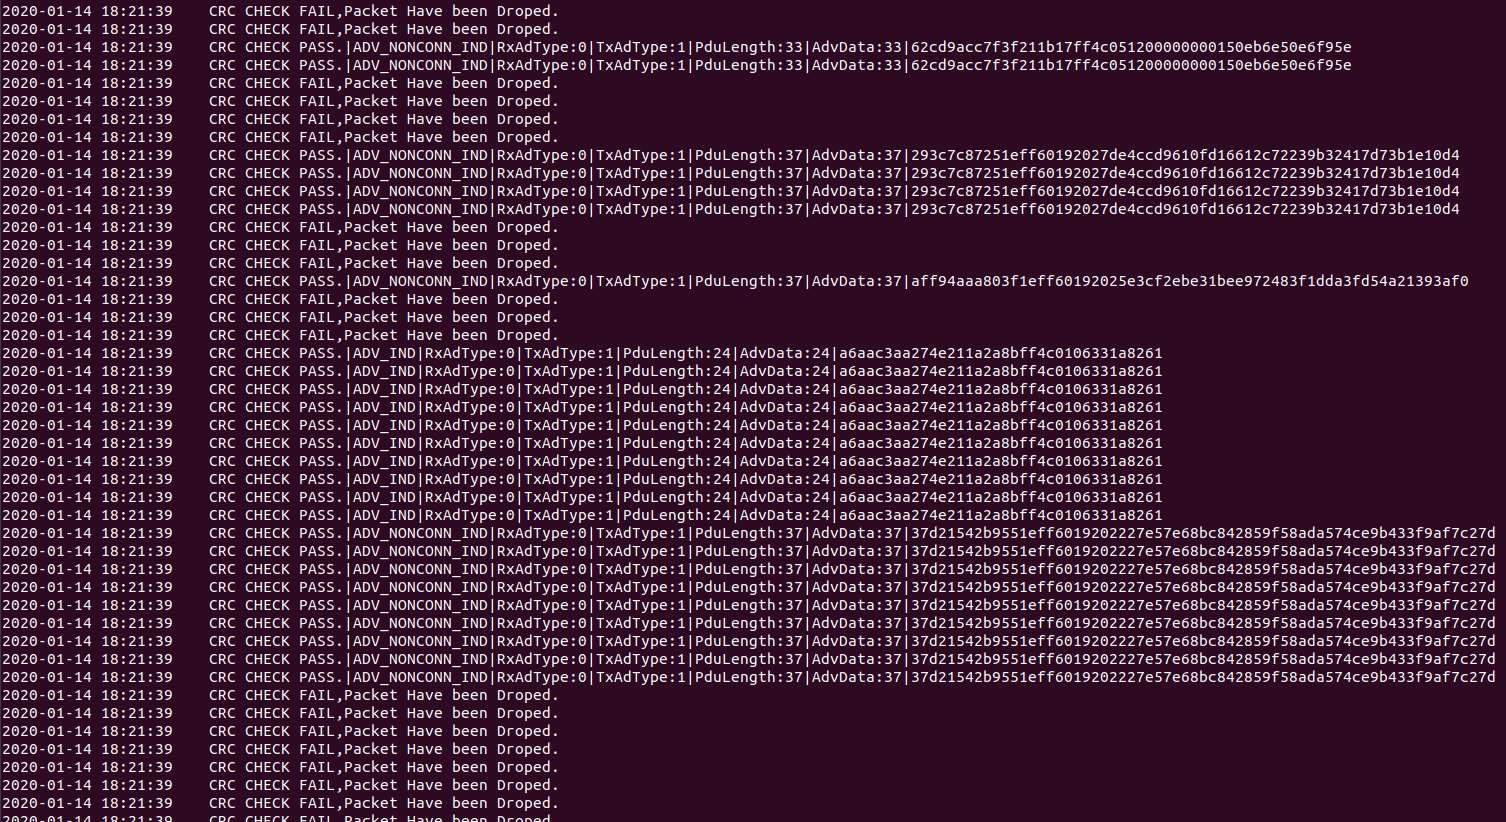 2020-01-14 18:21:39    CRC CHECK FAIL,Packet Have been Droped.
2020-01-14 18:21:39    CRC CHECK FAIL,Packet Have been Droped.
2020-01-14 18:21:39    CRC CHECK PASS.|ADV_NONCONN_IND|RxAdType:0|TxAdType:1|PduLength:33|AdvData:33|62cd9acc7f3f211b17ff4c051200000000150eb6e50e6f95e
2020-01-14 18:21:39    CRC CHECK PASS.|ADV_NONCONN_IND|RxAdType:0|TxAdType:1|PduLength:33|AdvData:33|62cd9acc7f3f211b17ff4c051200000000150eb6e50e6f95e
2020-01-14 18:21:39    CRC CHECK FAIL,Packet Have been Droped.
2020-01-14 18:21:39    CRC CHECK FAIL,Packet Have been Droped.
2020-01-14 18:21:39    CRC CHECK FAIL,Packet Have been Droped.
2020-01-14 18:21:39    CRC CHECK FAIL,Packet Have been Droped.
2020-01-14 18:21:39    CRC CHECK PASS.|ADV_NONCONN_IND|RxAdType:0|TxAdType:1|PduLength:37|AdvData:37|293c7c87251eff60192027de4ccd9610fd16612c72239b32417d73b1e10d4
2020-01-14 18:21:39    CRC CHECK PASS.|ADV_NONCONN_IND|RxAdType:0|TxAdType:1|PduLength:37|AdvData:37|293c7c87251eff60192027de4ccd9610fd16612c72239b32417d73b1e10d4
2020-01-14 18:21:39    CRC CHECK PASS.|ADV_NONCONN_IND|RxAdType:0|TxAdType:1|PduLength:37|AdvData:37|293c7c87251eff60192027de4ccd9610fd16612c72239b32417d73b1e10d4
2020-01-14 18:21:39    CRC CHECK PASS.|ADV_NONCONN_IND|RxAdType:0|TxAdType:1|PduLength:37|AdvData:37|293c7c87251eff60192027de4ccd9610fd16612c72239b32417d73b1e10d4
2020-01-14 18:21:39    CRC CHECK FAIL,Packet Have been Droped.
2020-01-14 18:21:39    CRC CHECK FAIL,Packet Have been Droped.
2020-01-14 18:21:39    CRC CHECK FAIL,Packet Have been Droped.
2020-01-14 18:21:39    CRC CHECK PASS.|ADV_NONCONN_IND|RxAdType:0|TxAdType:1|PduLength:37|AdvData:37|aff94aaa803f1eff60192025e3cf2ebe31bee972483f1dda3fd54a21393af0
2020-01-14 18:21:39    CRC CHECK FAIL,Packet Have been Droped.
2020-01-14 18:21:39    CRC CHECK FAIL,Packet Have been Droped.
2020-01-14 18:21:39    CRC CHECK FAIL,Packet Have been Droped.
2020-01-14 18:21:39    CRC CHECK PASS.|ADV_IND|RxAdType:0|TxAdType:1|PduLength:24|AdvData:24|a6aac3aa274e211a2a8bff4c0106331a8261
2020-01-14 18:21:39    CRC CHECK PASS.|ADV_IND|RxAdType:0|TxAdType:1|PduLength:24|AdvData:24|a6aac3aa274e211a2a8bff4c0106331a8261
2020-01-14 18:21:39    CRC CHECK PASS.|ADV_IND|RxAdType:0|TxAdType:1|PduLength:24|AdvData:24|a6aac3aa274e211a2a8bff4c0106331a8261
2020-01-14 18:21:39    CRC CHECK PASS.|ADV_IND|RxAdType:0|TxAdType:1|PduLength:24|AdvData:24|a6aac3aa274e211a2a8bff4c0106331a8261
2020-01-14 18:21:39    CRC CHECK PASS.|ADV_IND|RxAdType:0|TxAdType:1|PduLength:24|AdvData:24|a6aac3aa274e211a2a8bff4c0106331a8261
2020-01-14 18:21:39    CRC CHECK PASS.|ADV_IND|RxAdType:0|TxAdType:1|PduLength:24|AdvData:24|a6aac3aa274e211a2a8bff4c0106331a8261
2020-01-14 18:21:39    CRC CHECK PASS.|ADV_IND|RxAdType:0|TxAdType:1|PduLength:24|AdvData:24|a6aac3aa274e211a2a8bff4c0106331a8261
2020-01-14 18:21:39    CRC CHECK PASS.|ADV_IND|RxAdType:0|TxAdType:1|PduLength:24|AdvData:24|a6aac3aa274e211a2a8bff4c0106331a8261
2020-01-14 18:21:39    CRC CHECK PASS.|ADV_IND|RxAdType:0|TxAdType:1|PduLength:24|AdvData:24|a6aac3aa274e211a2a8bff4c0106331a8261
2020-01-14 18:21:39    CRC CHECK PASS.|ADV_IND|RxAdType:0|TxAdType:1|PduLength:24|AdvData:24|a6aac3aa274e211a2a8bff4c0106331a8261
2020-01-14 18:21:39    CRC CHECK PASS.|ADV_NONCONN_IND|RxAdType:0|TxAdType:1|PduLength:37|AdvData:37|37d21542b9551eff6019202227e57e68bc842859f58ada574ce9b433f9af7c27d
2020-01-14 18:21:39    CRC CHECK PASS.|ADV_NONCONN_IND|RxAdType:0|TxAdType:1|PduLength:37|AdvData:37|37d21542b9551eff6019202227e57e68bc842859f58ada574ce9b433f9af7c27d
2020-01-14 18:21:39    CRC CHECK PASS.|ADV_NONCONN_IND|RxAdType:0|TxAdType:1|PduLength:37|AdvData:37|37d21542b9551eff6019202227e57e68bc842859f58ada574ce9b433f9af7c27d
2020-01-14 18:21:39    CRC CHECK PASS.|ADV_NONCONN_IND|RxAdType:0|TxAdType:1|PduLength:37|AdvData:37|37d21542b9551eff6019202227e57e68bc842859f58ada574ce9b433f9af7c27d
2020-01-14 18:21:39    CRC CHECK PASS.|ADV_NONCONN_IND|RxAdType:0|TxAdType:1|PduLength:37|AdvData:37|37d21542b9551eff6019202227e57e68bc842859f58ada574ce9b433f9af7c27d
2020-01-14 18:21:39    CRC CHECK PASS.|ADV_NONCONN_IND|RxAdType:0|TxAdType:1|PduLength:37|AdvData:37|37d21542b9551eff6019202227e57e68bc842859f58ada574ce9b433f9af7c27d
2020-01-14 18:21:39    CRC CHECK PASS.|ADV_NONCONN_IND|RxAdType:0|TxAdType:1|PduLength:37|AdvData:37|37d21542b9551eff6019202227e57e68bc842859f58ada574ce9b433f9af7c27d
2020-01-14 18:21:39    CRC CHECK PASS.|ADV_NONCONN_IND|RxAdType:0|TxAdType:1|PduLength:37|AdvData:37|37d21542b9551eff6019202227e57e68bc842859f58ada574ce9b433f9af7c27d
2020-01-14 18:21:39    CRC CHECK PASS.|ADV_NONCONN_IND|RxAdType:0|TxAdType:1|PduLength:37|AdvData:37|37d21542b9551eff6019202227e57e68bc842859f58ada574ce9b433f9af7c27d
2020-01-14 18:21:39    CRC CHECK FAIL,Packet Have been Droped.
2020-01-14 18:21:39    CRC CHECK FAIL,Packet Have been Droped.
2020-01-14 18:21:39    CRC CHECK FAIL,Packet Have been Droped.
2020-01-14 18:21:39    CRC CHECK FAIL,Packet Have been Droped.
2020-01-14 18:21:39    CRC CHECK FAIL,Packet Have been Droped.
2020-01-14 18:21:39    CRC CHECK FAIL,Packet Have been Droped.
2020-01-14 18:21:39    CRC CHECK FAIL,Packet Have been Droped.
2020-01-14 18:21:39    CRC CHECK FAIL,Packet Have been Droped.